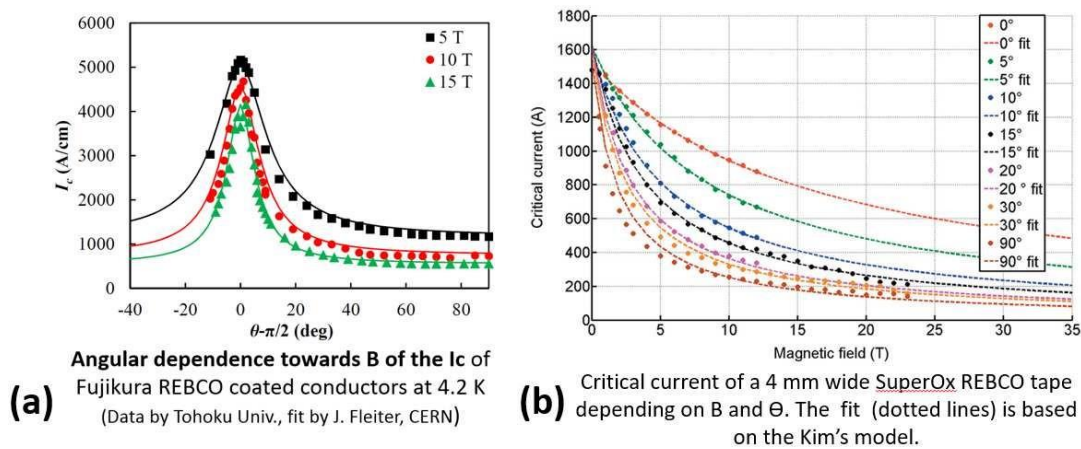 6000
5000
4000
3000
2000
1000
0
Ic (A/cm)
5 T
10 T
15 T
-40 -20 0 20 40 60 80
θ-π/2 (deg)
Angular dependence towards B of the Ic of
Fujikura REBCO coated conductors at 4.2 K
(Data by Tohoku Univ., fit by J. Fleiter, CERN)
(a)
1800
1600
1400
1200
1000
800
600
400
200
0
Critical current (A)
0°
0° fit
5°
5° fit
10°
10° fit
15°
15° fit
20°
20 ° fit
30°
30° fit
90°
90° fit
0 5 10 15 20 25 30 35
Magnetic field (T)
(b)
Critical current of a 4 mm wide SuperOx REBCO tape
depending on B and Ɵ. The fit (dotted lines) is based
on the Kim's model.